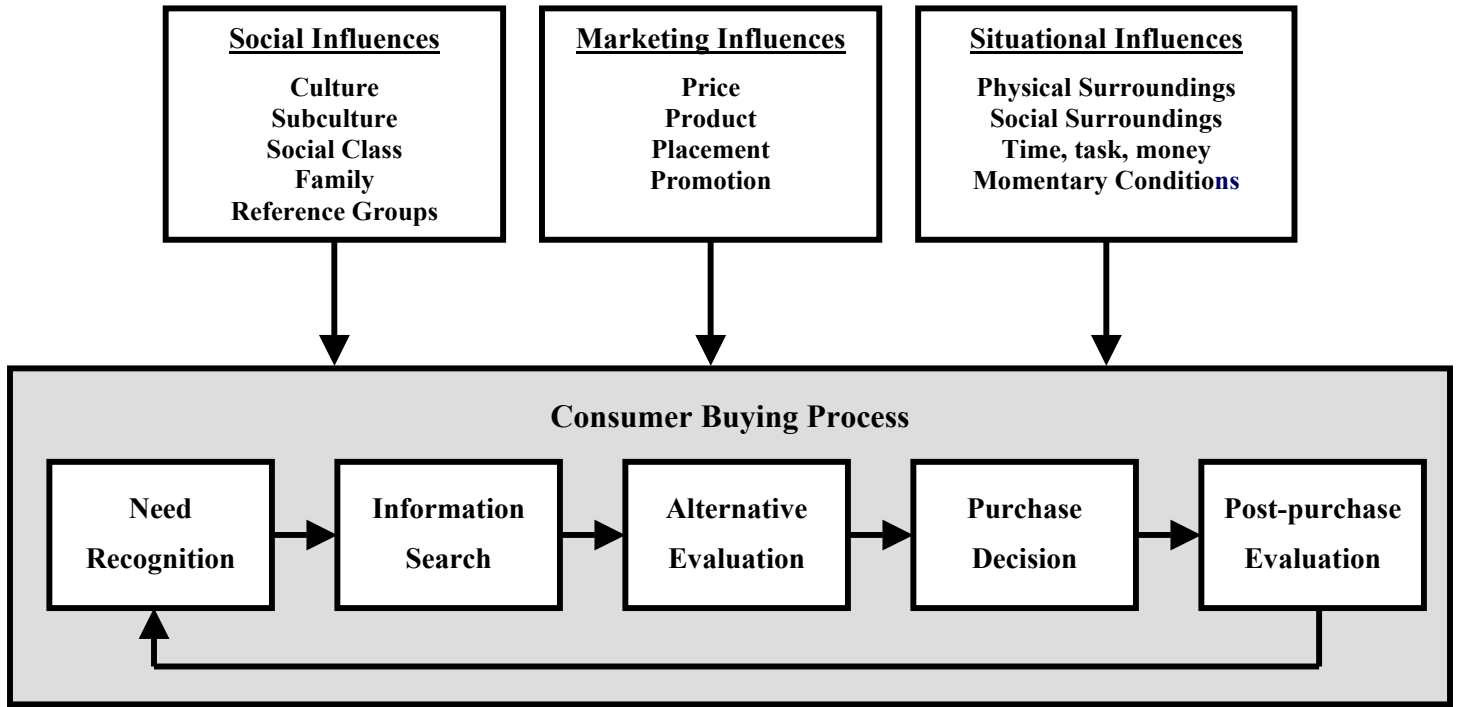 Social Influences
Culture
Subculture
Social Class
Family
Reference Groups
Marketing Influences
Price
Product
Placement
Promotion
Situational Influences
Physical Surroundings
Social Surroundings
Time, task, money
Momentary Conditions
Consumer Buying Process
Need
Recognition
Information
Search
Alternative
Evaluation
Purchase
Decision
Post-purchase
Evaluation